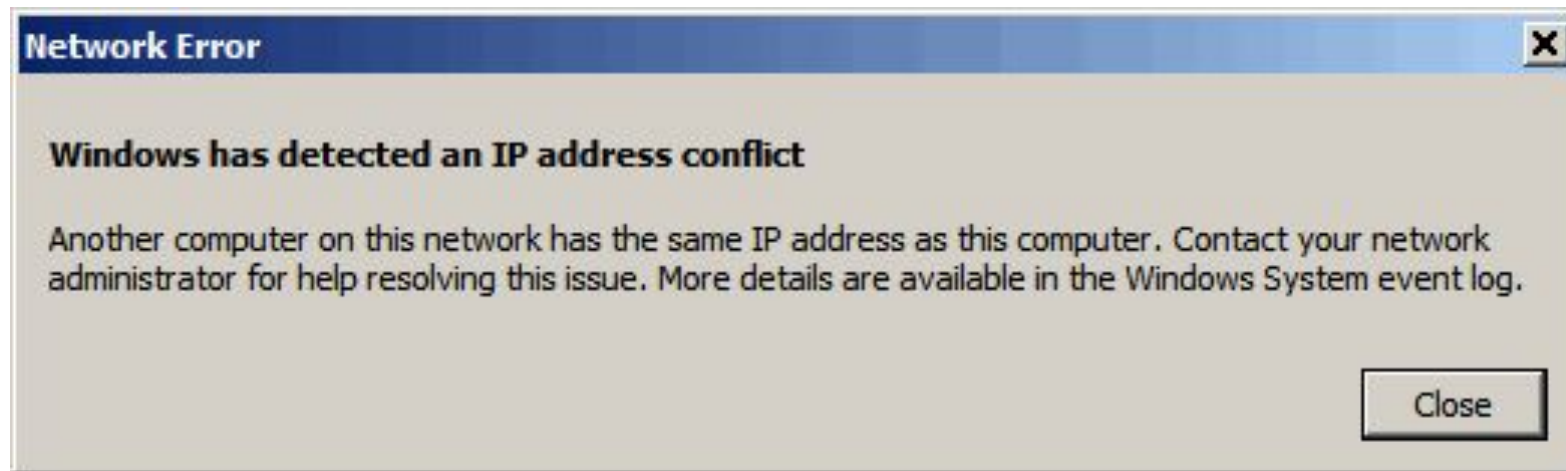 Network Error
Windows has detected an IP address conflict
Another computer on this network has the same IP address as this computer. Contact your network
administrator for help resolving this issue. More details are available in the Windows System event log.
Close